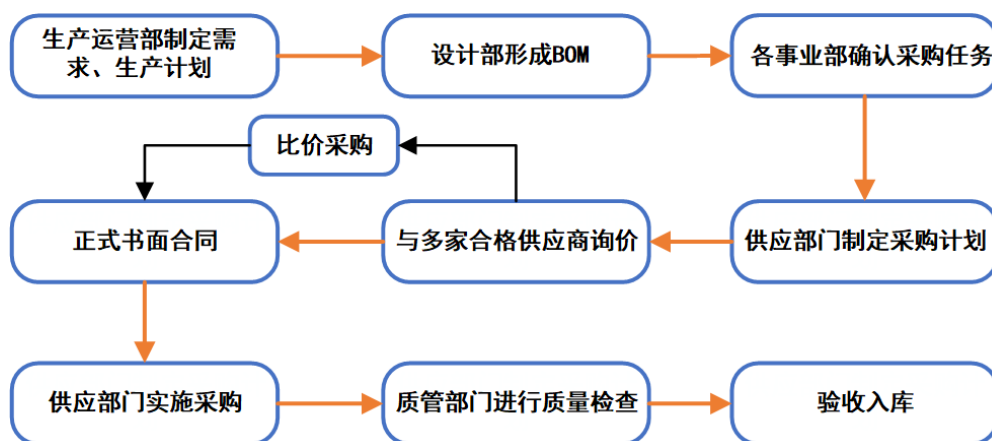 生产运营部制定需
求、生产计划
设计部形成BOM
各事业部确认采购任务
比价采购
正式书面合同
与多家合格供应商询价
供应部门制定采购计划
供应部门实施采购
质管部门进行质量检查
验收入库